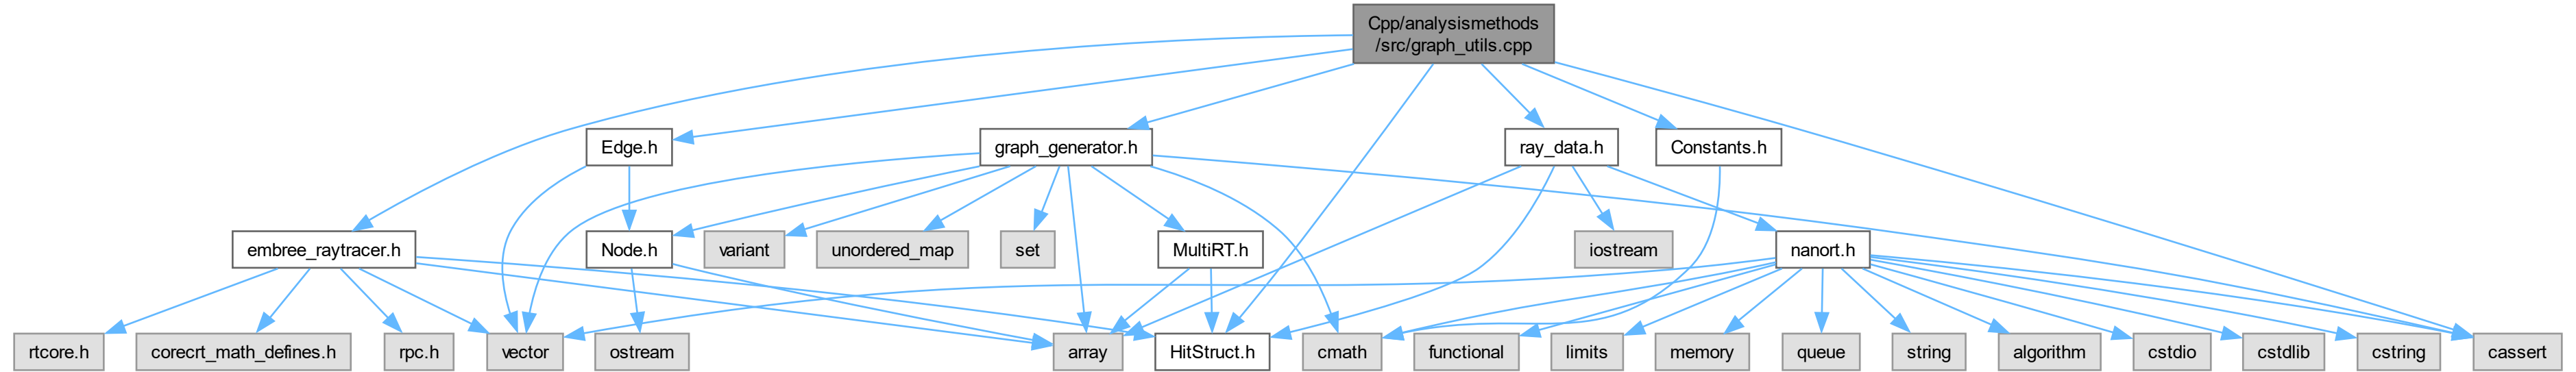 Cpp/analysismethods
/src/graph_utils.cpp
Edge.h
graph_generator.h
ray_data.h
Constants.h
embree_raytracer.h
Node.h
variant
unordered_map
set
MultiRT.h
iostream
nanort.h
rtcore.h
corecrt_math_defines.h
rpc.h
vector
ostream
array
HitStruct.h
cmath
functional
limits
memory
queue
string
algorithm
cstdio
cstdlib
cstring
cassert